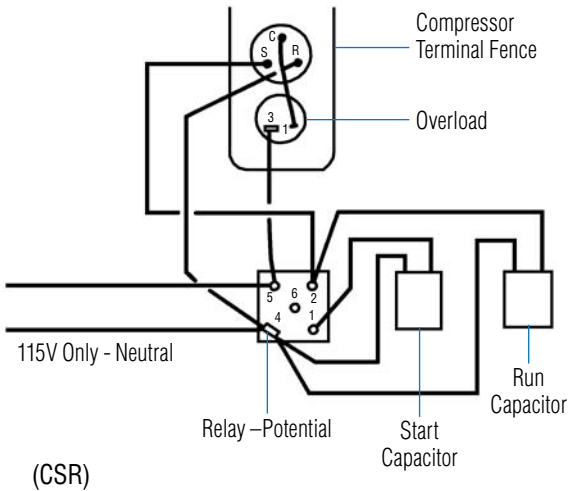 Compressor
Terminal Fence
C
S
R
Overload
3
1
5
6
2
4
1
115V Only - Neutral
Relay –Potential
Start
Capacitor
Run
Capacitor
(CSR)